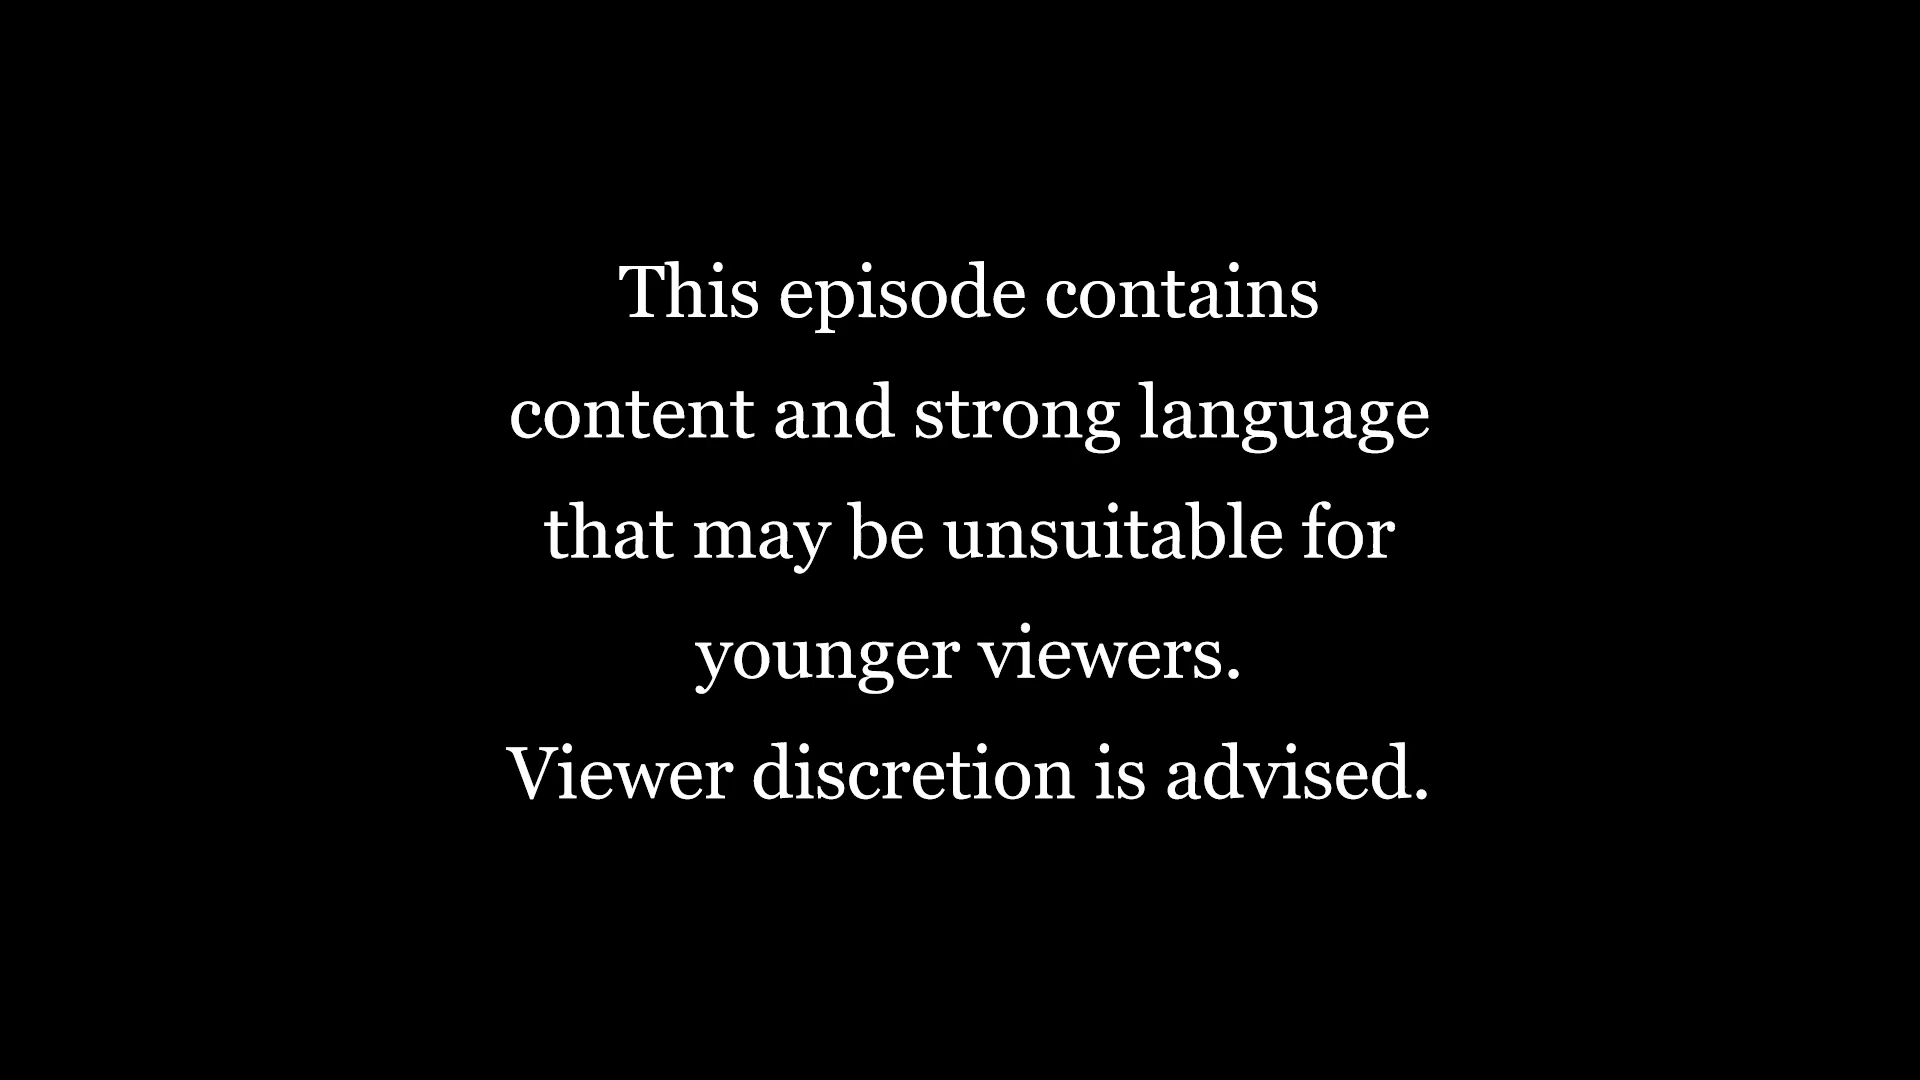 This episode contains
content and strong language
that may be unsuitable for
younger viewers.
Viewer discretion is advised.